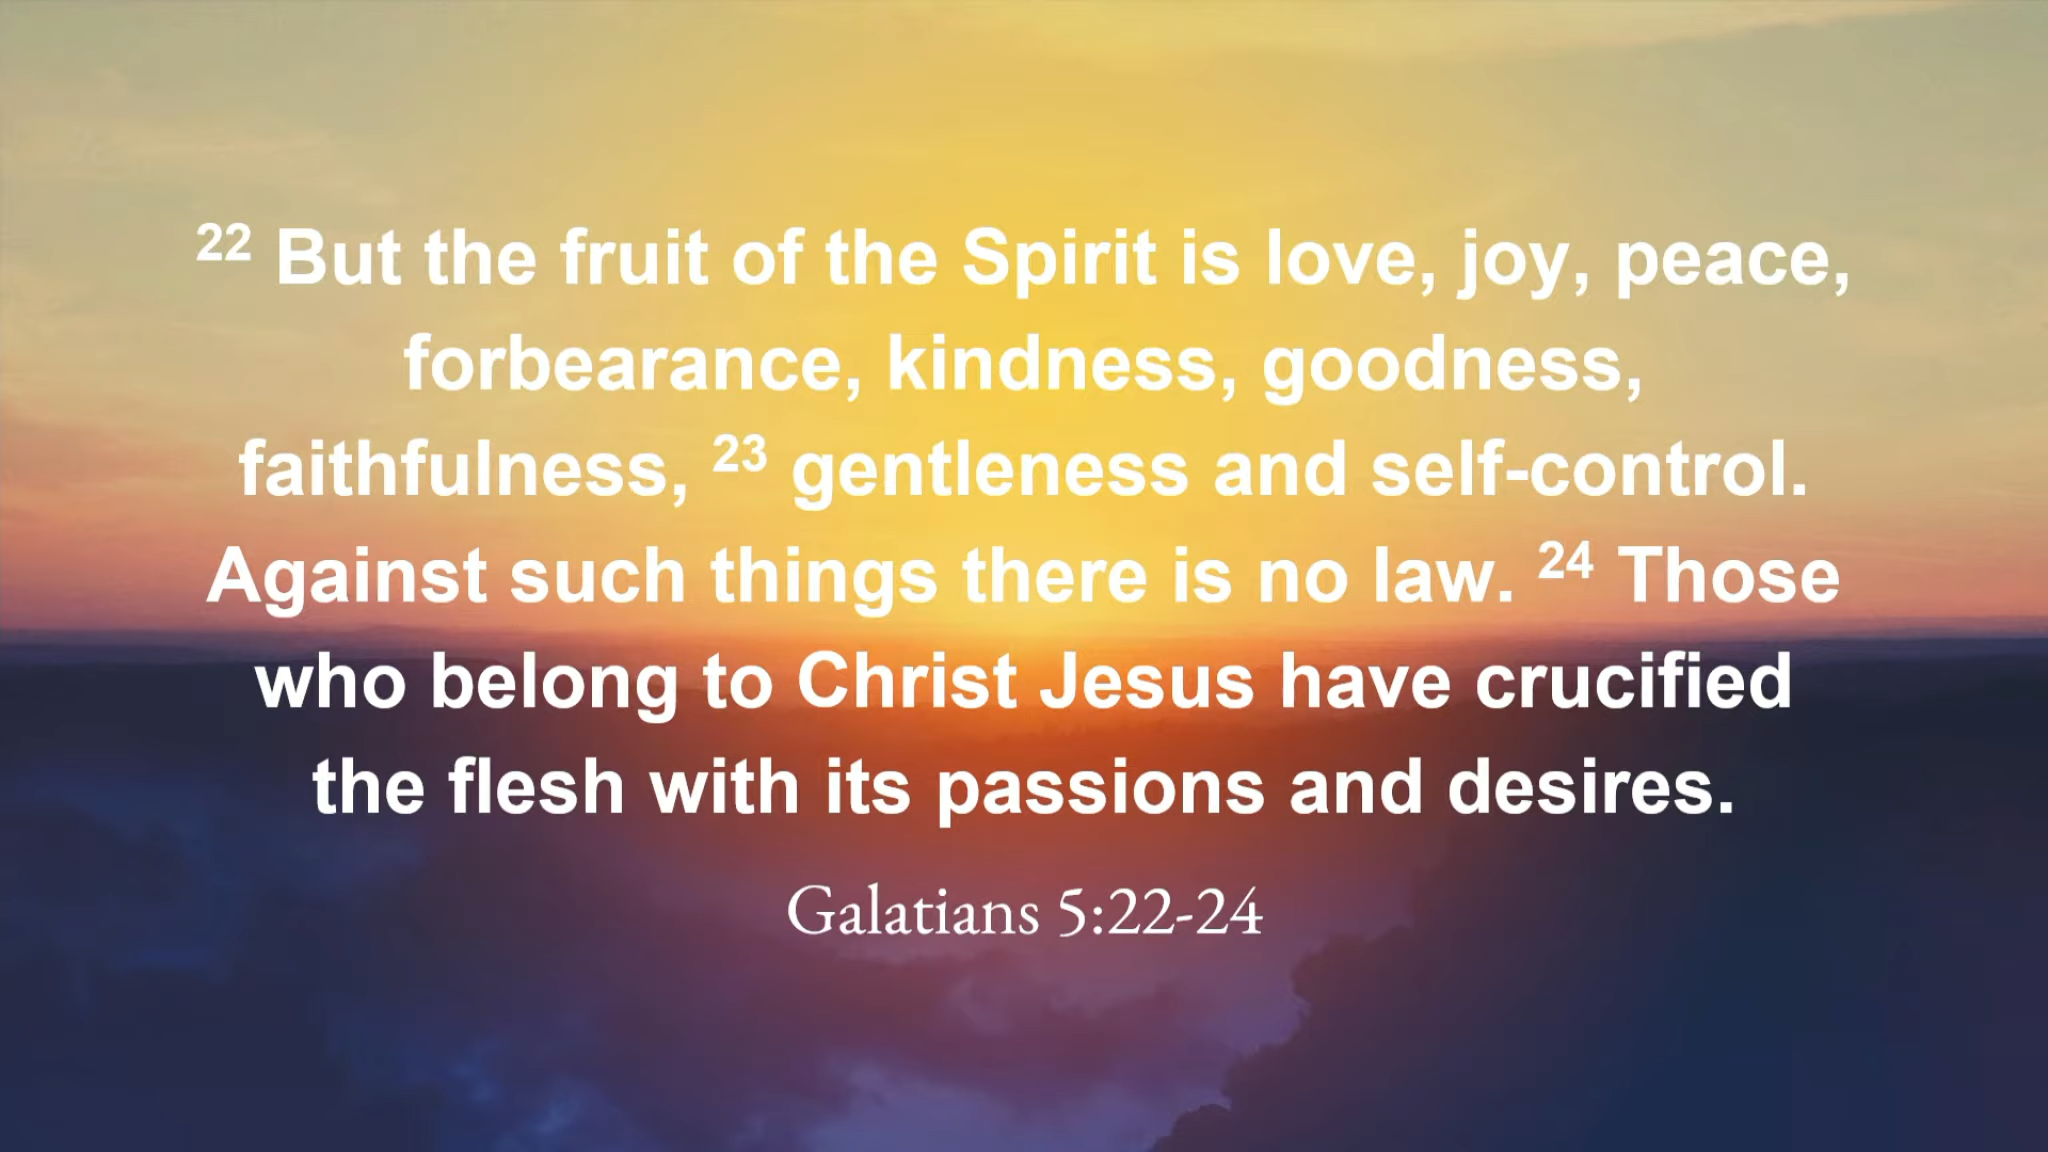 22 But the fruit of the Spirit is love, joy, peace,
forbearance, kindness, goodness,
faithfulness, 23 gentleness and self-control.
Against such things there is no law. 24 Those
who belong to Christ Jesus have crucified
the flesh with its passions and desires.
Galatians 5:22-24